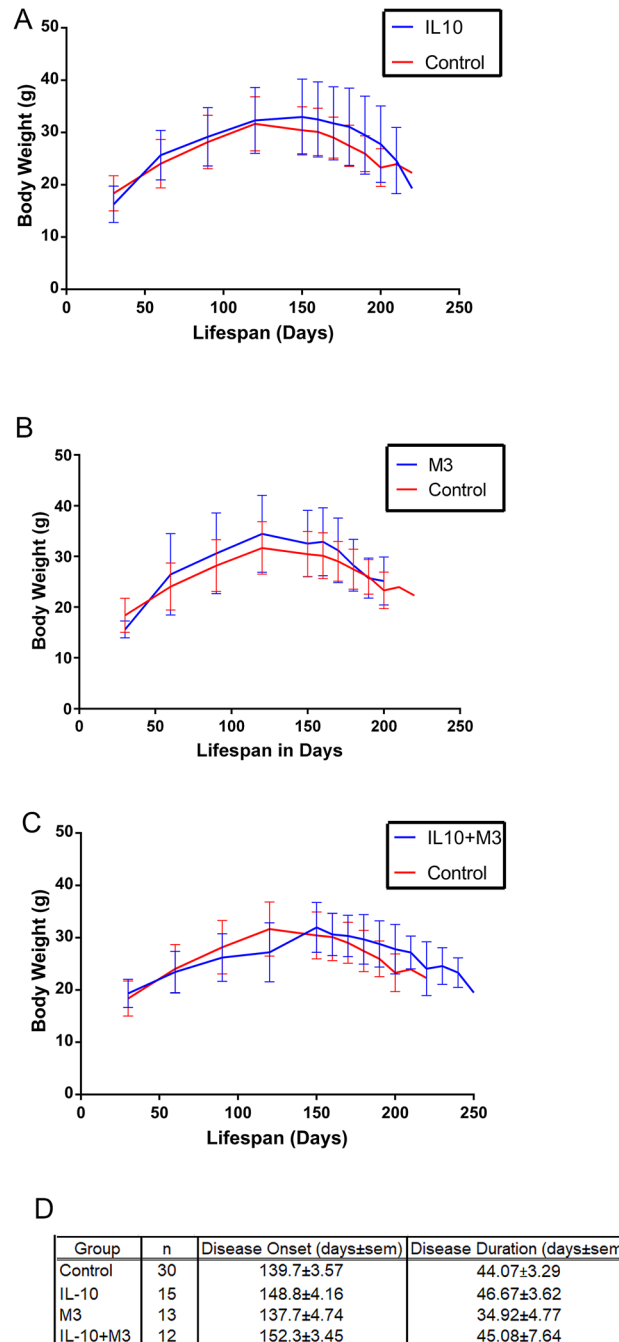 A
IL10
Control
Body Weight (g)
50
40
30
20
10
0
0 50 100 150 200 250
Lifespan (Days)
B
M3
Control
Body Weight (g)
50
40
30
20
10
0
0 50 100 150 200 250
Lifespan in Days
C
IL10+M3
Control
Body Weight (g)
50
40
30
20
10
0
0 50 100 150 200 250
Lifespan (Days)
D
Group n Disease Onset (days±sem) Disease Duration (days±sem
Control 30 139.7±3.57 44.07±3.29
IL-10 15 148.8±4.16 46.67±3.62
M3 13 137.7±4.74 34.92±4.77
IL-10+M3 12 152.3±3.45 45.08±7.64